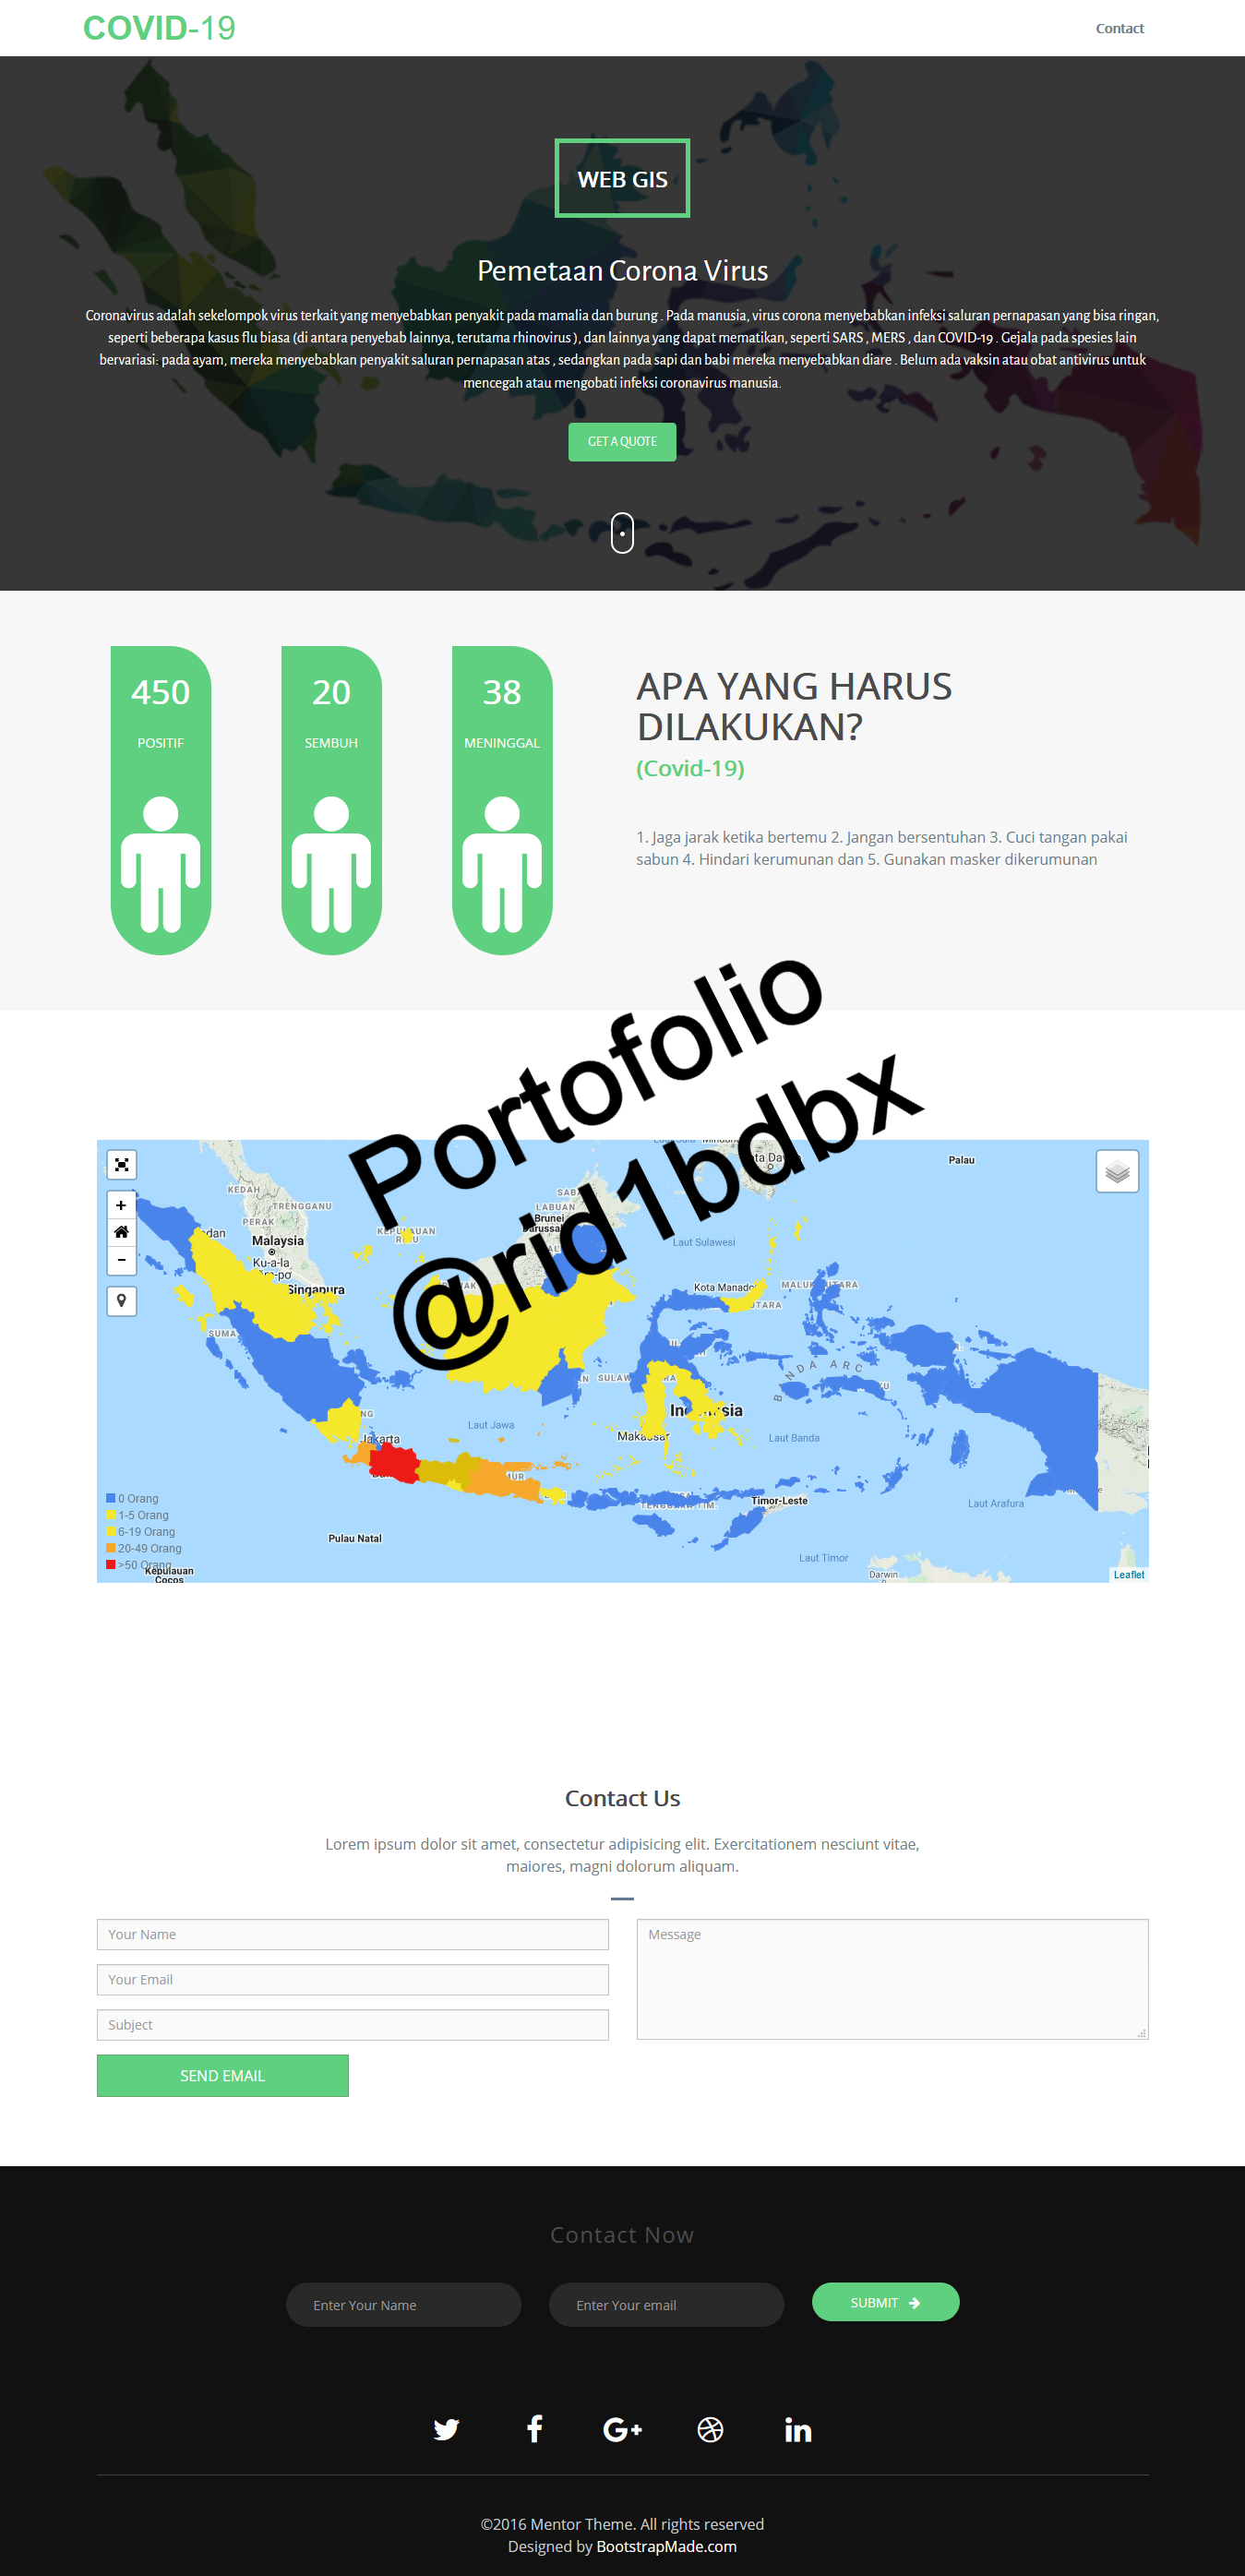 COVID-19
Contact
WEB GIS
Pemetaan Corona Virus
Coronavirus adalah sekelompok virus terkait yang menyebabkan penyakit pada mamalia dan burung . Pada manusia, virus corona menyebabkan infeksi saluran pernapasan yang bisa ringan,
seperti beberapa kasus flu biasa (di antara penyebab lainnya, terutama rhinovirus ), dan lainnya yang dapat mematikan, seperti SARS , MERS , dan COVID-19 . Gejala pada spesies lain
bervariasi: pada ayam, mereka menyebabkan penyakit saluran pernapasan atas , sedangkan pada sapi dan babi mereka menyebabkan diare . Belum ada vaksin atau obat antivirus untuk
mencegah atau mengobati infeksi coronavirus manusia.
GET A QUOTE
450
POSITIF
20
SEMBUH
38
MENINGGAL
APA YANG HARUS
DILAKUKAN?
(Covid-19)
1. Jaga jarak ketika bertemu 2. Jangan bersentuhan 3. Cuci tangan pakai
sabun 4. Hindari kerumunan dan 5. Gunakan masker dikerumunan
Portofolio
@rid1bdbx
Palau
KEDAH
TRENGGANU
PERAK
Malaysia
Singapura
LABUAN
Brunei
Laut Sulawesi
Kota Manado
BANDA ARC
Laut Jawa
Jakarta
Laut Banda
Timor-Leste
Laut Arafura
Pulau Natal
Laut Timor
Darwin
0 Orang
1-5 Orang
6-19 Orang
20-49 Orang
>50 Orang
Kepulauan
Cocos
Leaflet
Contact Us
Lorem ipsum dolor sit amet, consectetur adipisicing elit. Exercitationem nesciunt vitae,
maiores, magni dolorum aliquam.
Your Name
Message
Your Email
Subject
SEND EMAIL
Contact Now
Enter Your Name
Enter Your email
SUBMIT
©2016 Mentor Theme. All rights reserved
Designed by BootstrapMade.com